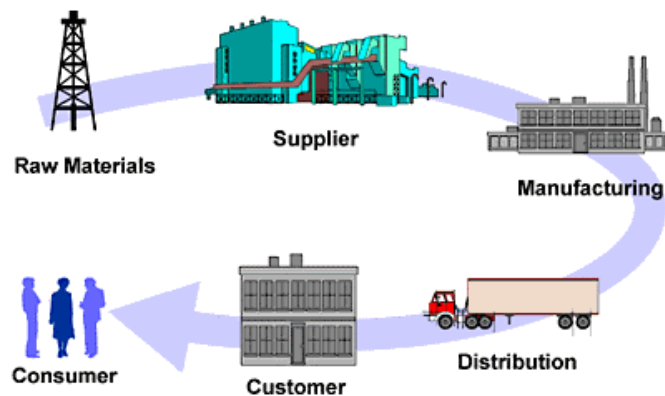 Raw Materials
Supplier
Manufacturing
Distribution
Customer
Consumer